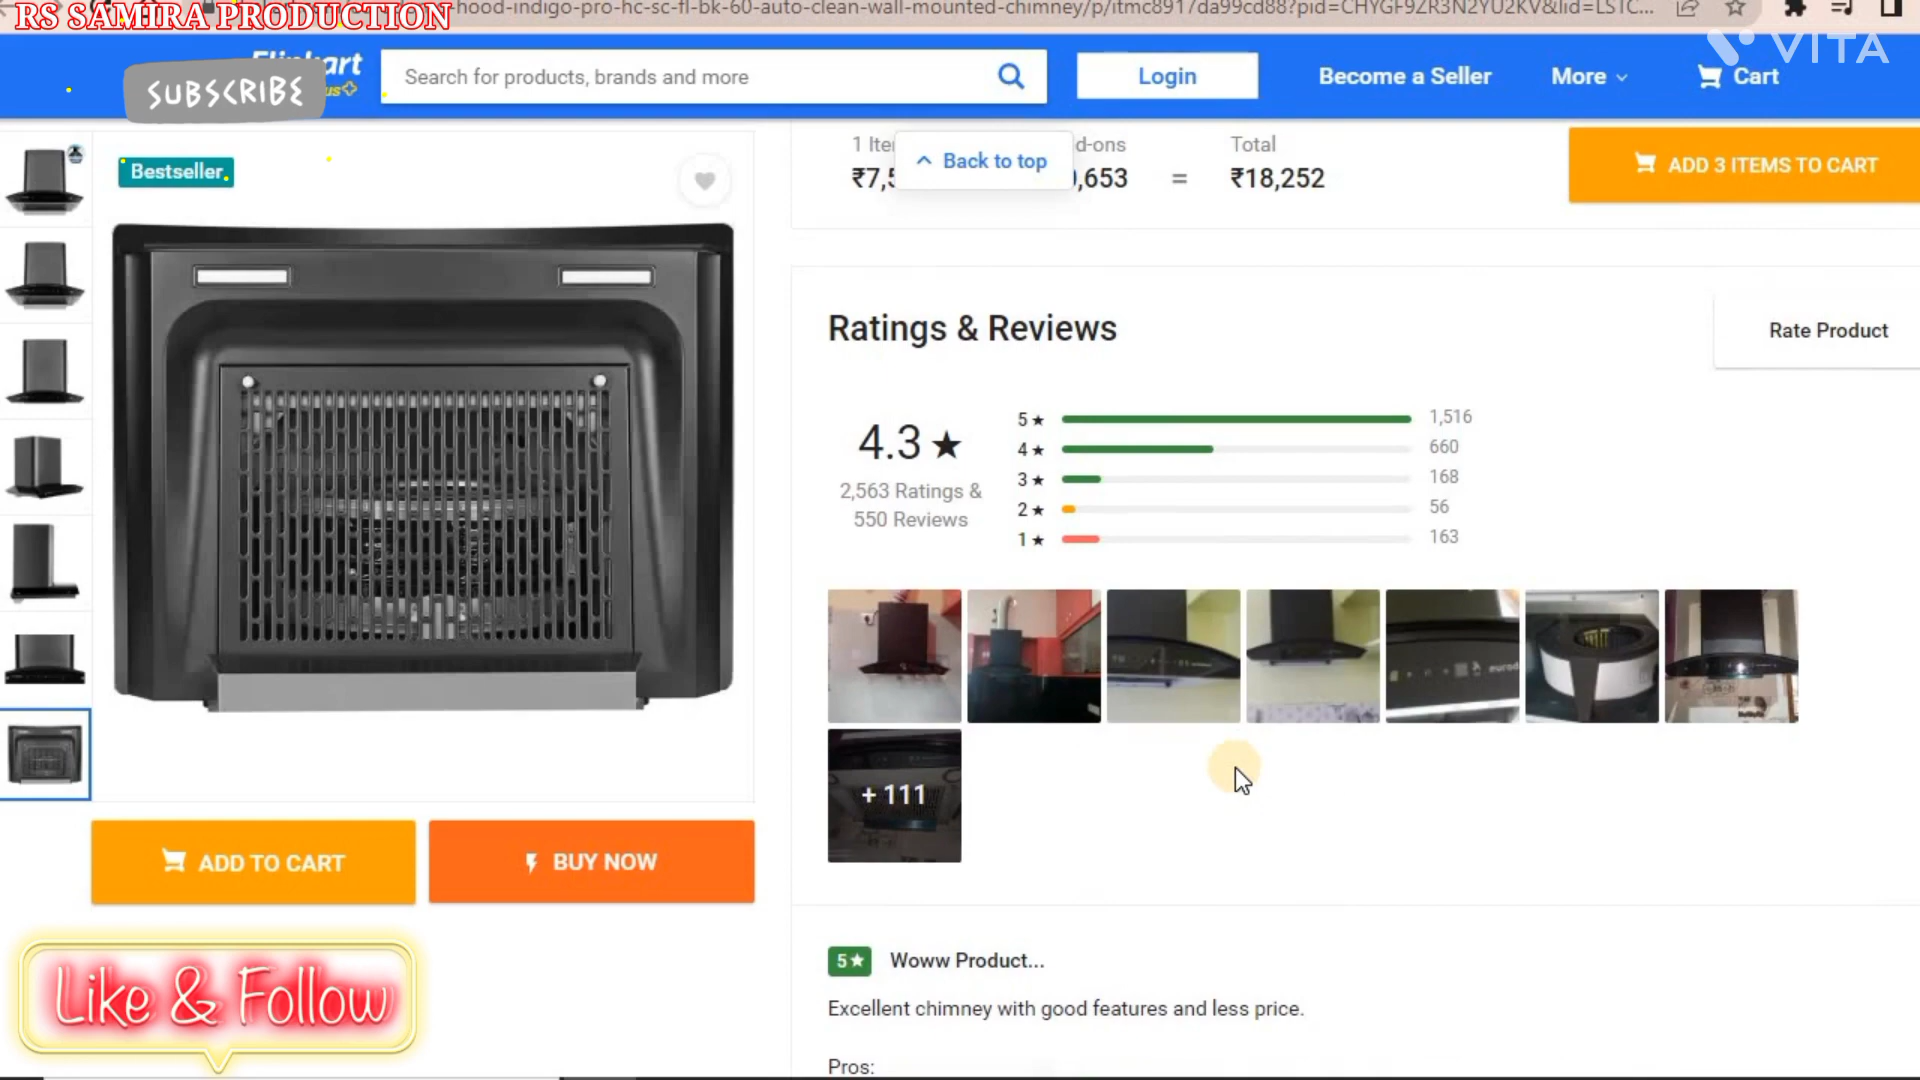 RS SAMIRA PRODUCTION
hood-indigo-pro-hc-sc-fl-bk-60-auto-clean-wall-mounted-chimney/p/itmc8917da99cd88?pid=CHYGF9ZR3N2YU2KV&lid=LSTC...
VITA
Flipkart
SUBSCRIBE
us
Search for products, brands and more
Login
Become a Seller
More
Cart
Bestseller
1 Iter
Back to top
d-ons
Total
₹7,5
,653
=
₹18,252
ADD 3 ITEMS TO CART
Ratings & Reviews
Rate Product
4.3★
2,563 Ratings &
550 Reviews
5★ 1,516
4★ 660
3★ 168
2★ 56
1★ 163
+ 111
ADD TO CART
BUY NOW
Like & Follow
5★ Woww Product...
Excellent chimney with good features and less price.
Pros: